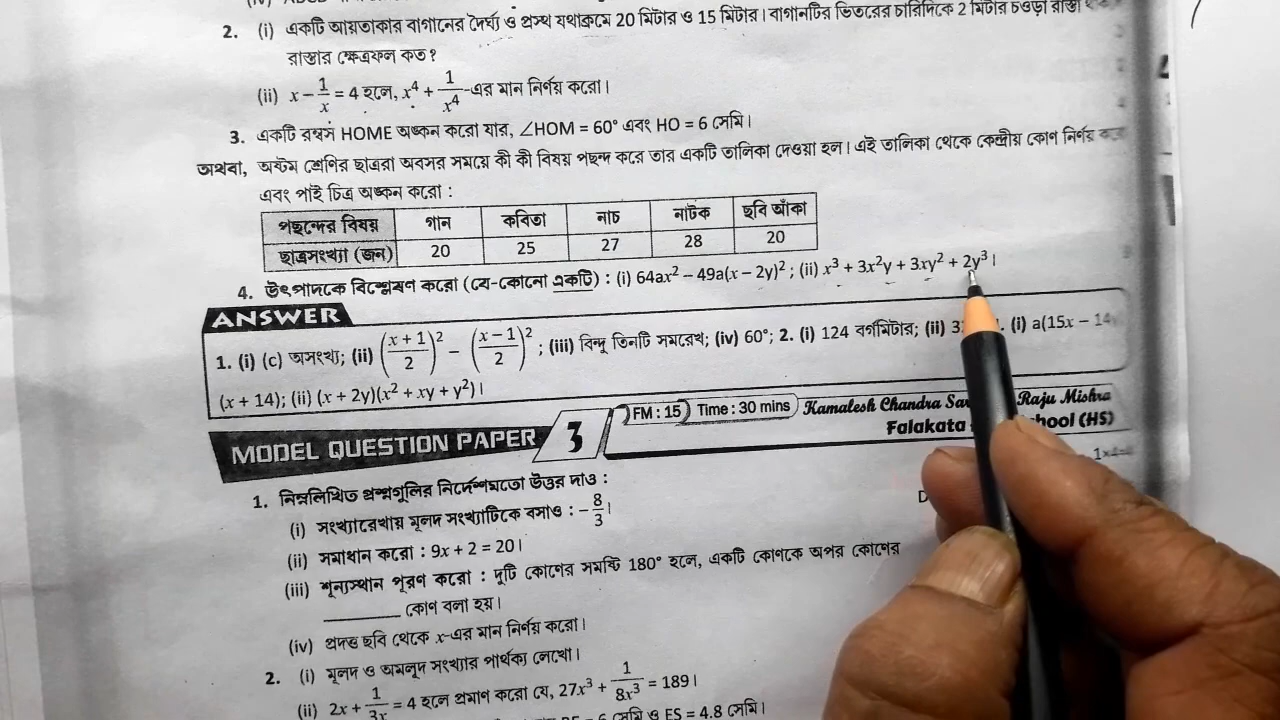 2. (i) একটি আয়তাকার বাগানের দৈর্ঘ্য ও প্রস্থ যথাক্রমে 20 মিটার ও 15 মিটার। বাগানটির ভিতরের চারিদিকে 2 মিটার চওড়া রাস্তা
রাস্তার ক্ষেত্রফল কত?
(ii) x − 1/x = 4 হলে, x⁴ + 1/x⁴-এর মান নির্ণয় করো।
3. একটি রম্বস HOME অঙ্কন করো যার, ∠HOM = 60° এবং HO = 6 সেমি।
অথবা, অষ্টম শ্রেণির ছাত্ররা অবসর সময়ে কী কী বিষয় পছন্দ করে তার একটি তালিকা দেওয়া হল। এই তালিকা থেকে কেন্দ্রীয় কোণ নির্ণয়
এবং পাই চিত্র অঙ্কন করো :
পছন্দের বিষয় গান কবিতা নাচ নাটক ছবি আঁকা
ছাত্রসংখ্যা (জন) 20 25 27 28 20
4. উৎপাদকে বিশ্লেষণ করো (যে-কোনো একটি) : (i) 64ax² − 49a(x − 2y)² ; (ii) x³ + 3x²y + 3xy² + 2y³।
ANSWER
1. (i) (c) অসংখ্য; (ii) ((x + 1)/2)² − ((x − 1)/2)² ; (iii) বিন্দু তিনটি সমরেখ; (iv) 60°; 2. (i) 124 বর্গমিটার; (ii) . (i) a(15x − 14
(x + 14); (ii) (x + 2y)(x² + xy + y²)।
MODEL QUESTION PAPER 3 FM : 15 Time : 30 mins Kamalesh Chandra Raju Mishra
Falakata (HS)
1. নিম্নলিখিত প্রশ্নগুলির নির্দেশমতো উত্তর দাও :
(i) সংখ্যারেখায় মূলদ সংখ্যাটিকে বসাও : −8/3।
(ii) সমাধান করো : 9x + 2 = 20।
(iii) শূন্যস্থান পূরণ করো : দুটি কোণের সমষ্টি 180° হলে, একটি কোণকে অপর কোণের
________ কোণ বলা হয়।
(iv) প্রদত্ত ছবি থেকে x-এর মান নির্ণয় করো।
2. (i) মূলদ ও অমূলদ সংখ্যার পার্থক্য লেখো।
(ii) 2x + 1/3x = 4 হলে প্রমাণ করো যে, 27x³ + 1/8x³ = 189।
6 সেমি ও ES = 4.8 সেমি।